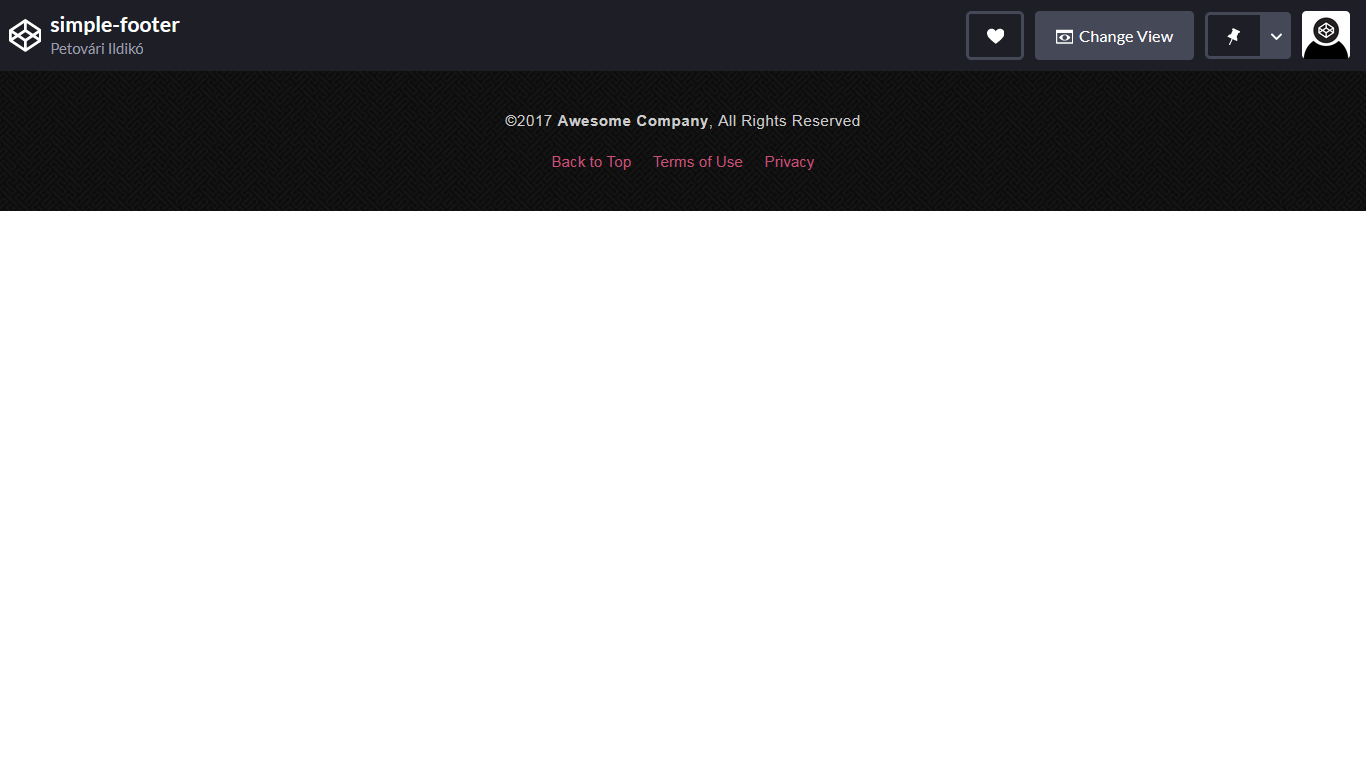 simple-footer
Petovári Ildikó
Change View
©2017 Awesome Company, All Rights Reserved
Back to Top Terms of Use Privacy